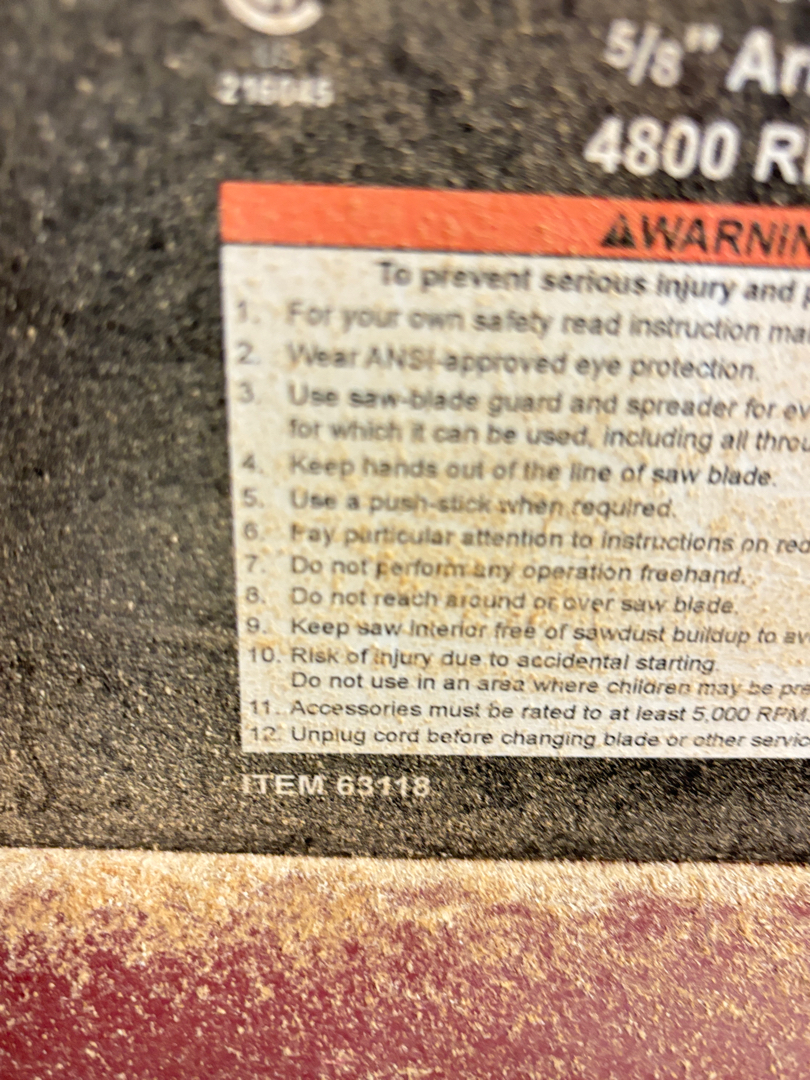 216045
5/8" Ar
4800 R
WARNIN
To prevent serious injury and
1. For your own safety read instruction ma
2. Wear ANSI-approved eye protection.
3. Use saw-blade guard and spreader for ev
for which it can be used, including all throu
4. Keep hands out of the line of saw blade.
5. Use a push-stick when required.
6. Pay particular attention to instructions on red
7. Do not perform any operation freehand.
8. Do not reach around or over saw blade.
9. Keep saw interior free of sawdust buildup to av
10. Risk of injury due to accidental starting.
Do not use in an area where children may be pre
11. Accessories must be rated to at least 5,000 RPM.
12. Unplug cord before changing blade or other servic
ITEM 63118